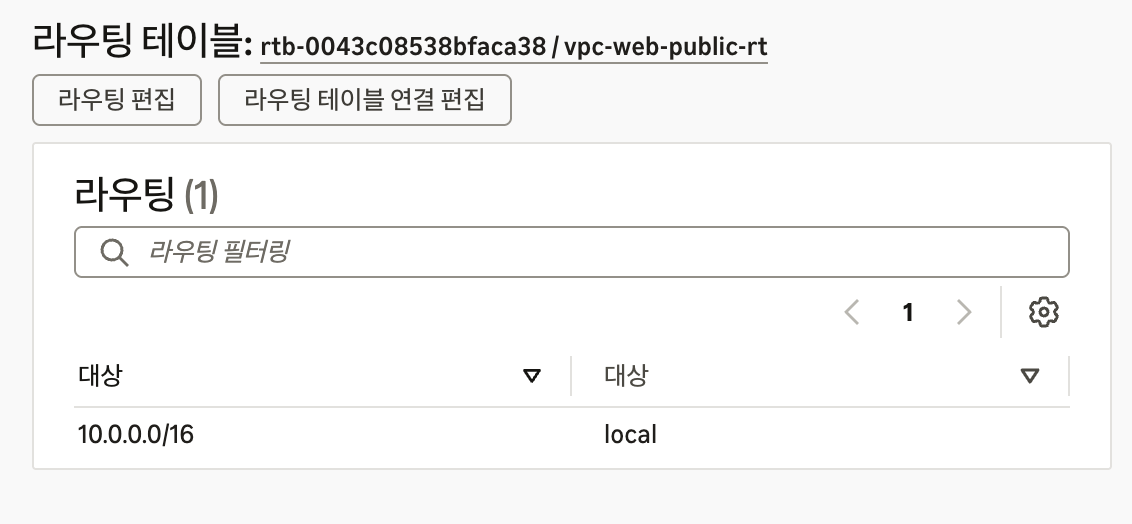 라우팅 테이블: rtb-0043c08538bfaca38 / vpc-web-public-rt
라우팅 편집 라우팅 테이블 연결 편집
라우팅 (1)
라우팅 필터링
1
대상 대상
10.0.0.0/16 local